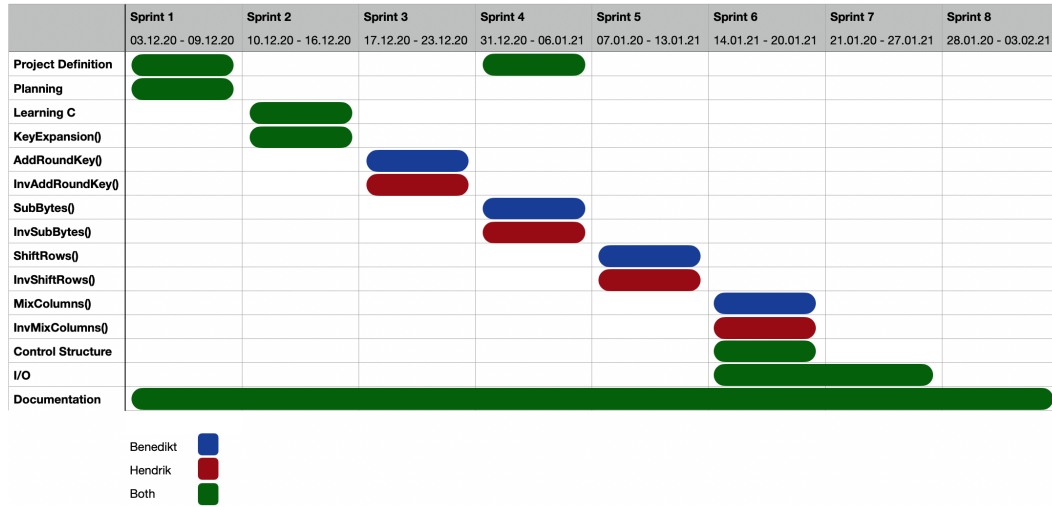 Sprint 1 Sprint 2 Sprint 3 Sprint 4 Sprint 5 Sprint 6 Sprint 7 Sprint 8
03.12.20 - 09.12.20 10.12.20 - 16.12.20 17.12.20 - 23.12.20 31.12.20 - 06.01.21 07.01.20 - 13.01.21 14.01.21 - 20.01.21 21.01.20 - 27.01.21 28.01.20 - 03.02.21
Project Definition
Planning
Learning C
KeyExpansion()
AddRoundKey()
InvAddRoundKey()
SubBytes()
InvSubBytes()
ShiftRows()
InvShiftRows()
MixColumns()
InvMixColumns()
Control Structure
I/O
Documentation
Benedikt
Hendrik
Both